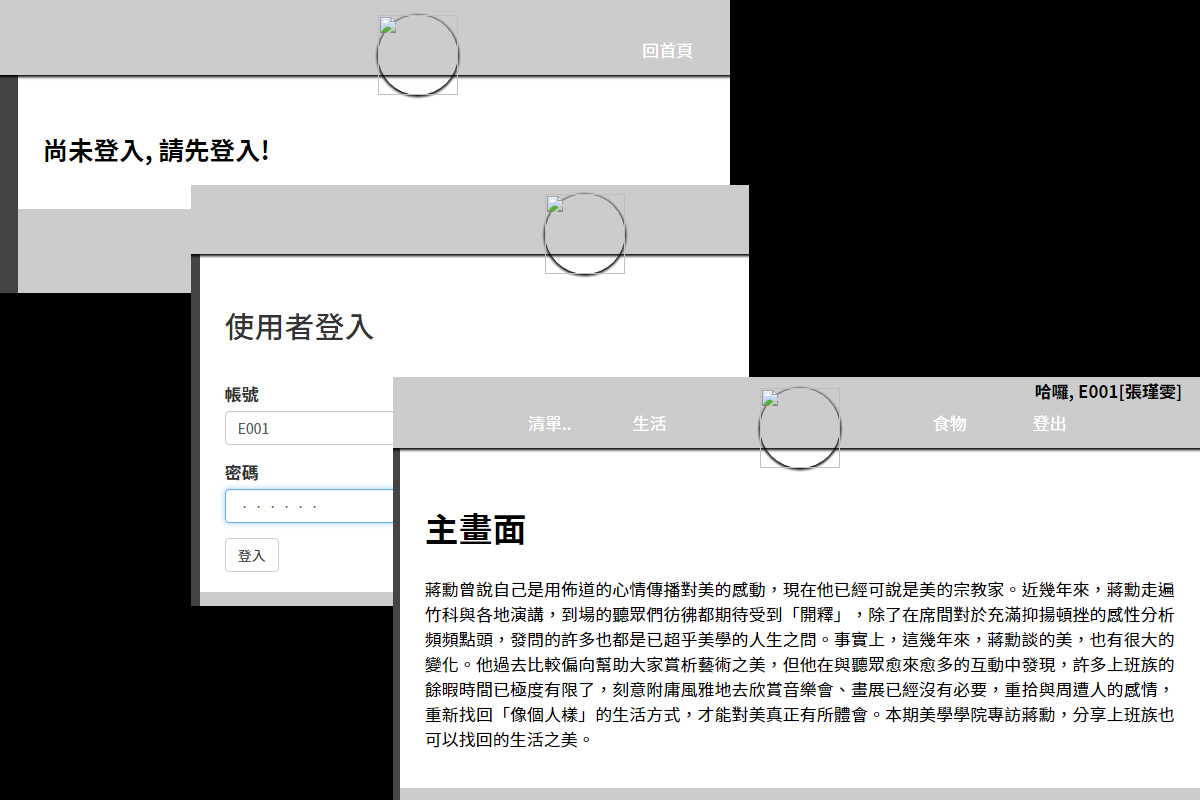 回首頁
尚未登入, 請先登入!
使用者登入
帳號
E001
密碼
登入
哈囉, E001[張瑾雯]
清單.. 生活 食物 登出
主畫面
蔣勳曾說自己是用佈道的心情傳播對美的感動，現在他已經可說是美的宗教家。近幾年來，蔣勳走遍
竹科與各地演講，到場的聽眾們彷彿都期待受到「開釋」，除了在席間對於充滿抑揚頓挫的感性分析
頻頻點頭，發問的許多也都是已超乎美學的人生之問。事實上，這幾年來，蔣勳談的美，也有很大的
變化。他過去比較偏向幫助大家賞析藝術之美，但他在與聽眾愈來愈多的互動中發現，許多上班族的
餘暇時間已極度有限了，刻意附庸風雅地去欣賞音樂會、畫展已經沒有必要，重拾與周遭人的感情，
重新找回「像個人樣」的生活方式，才能對美真正有所體會。本期美學學院專訪蔣勳，分享上班族也
可以找回的生活之美。